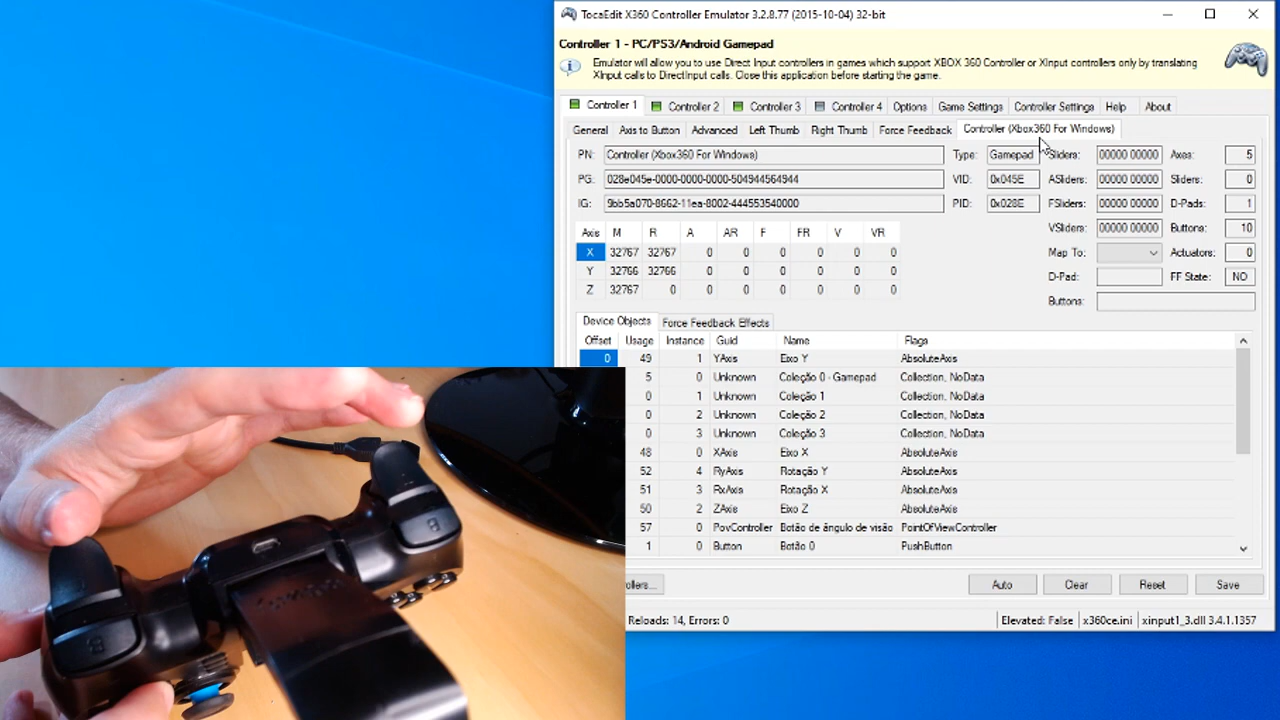 TocaEdit X360 Controller Emulator 3.2.8.77 (2015-10-04) 32-bit
Controller 1 - PC/PS3/Android Gamepad
Emulator will allow you to use Direct Input controllers in games which support XBOX 360 Controller or XInput controllers only by translating
XInput calls to DirectInput calls. Close this application before starting the game.
Controller 1 Controller 2 Controller 3 Controller 4 Options Game Settings Controller Settings Help About
General Axis to Button Advanced Left Thumb Right Thumb Force Feedback Controller (Xbox360 For Windows)
PN: Controller (Xbox360 For Windows) Type: Gamepad Sliders: 00000 00000 Axes: 5
PG: 028e045e-0000-0000-0000-504944564944 VID: 0x045E ASliders: 00000 00000 Sliders: 0
IG: 9bb5a070-8662-11ea-8002-444553540000 PID: 0x028E FSliders: 00000 00000 D-Pads: 1
VSliders: 00000 00000 Buttons: 10
Axis M R A AR F FR V VR
X 32767 32767 0 0 0 0 0 0 Map To: Actuators: 0
Y 32766 32766 0 0 0 0 0 0 D-Pad: FF State: NO
Z 32767 0 0 0 0 0 0 0 Buttons:
Device Objects Force Feedback Effects
Offset Usage Instance Guid Name Flags
0 49 1 YAxis Eixo Y AbsoluteAxis
5 0 Unknown Coleção 0 - Gamepad Collection, NoData
0 1 Unknown Coleção 1 Collection, NoData
0 2 Unknown Coleção 2 Collection, NoData
0 3 Unknown Coleção 3 Collection, NoData
48 0 XAxis Eixo X AbsoluteAxis
52 4 RyAxis Rotação Y AbsoluteAxis
51 3 RxAxis Rotação X AbsoluteAxis
50 2 ZAxis Eixo Z AbsoluteAxis
57 0 PovController Botão de ângulo de visão PointOfViewController
1 0 Button Botão 0 PushButton
ollers... Auto Clear Reset Save
Reloads: 14, Errors: 0 Elevated: False x360ce.ini xinput1_3.dll 3.4.1.1357